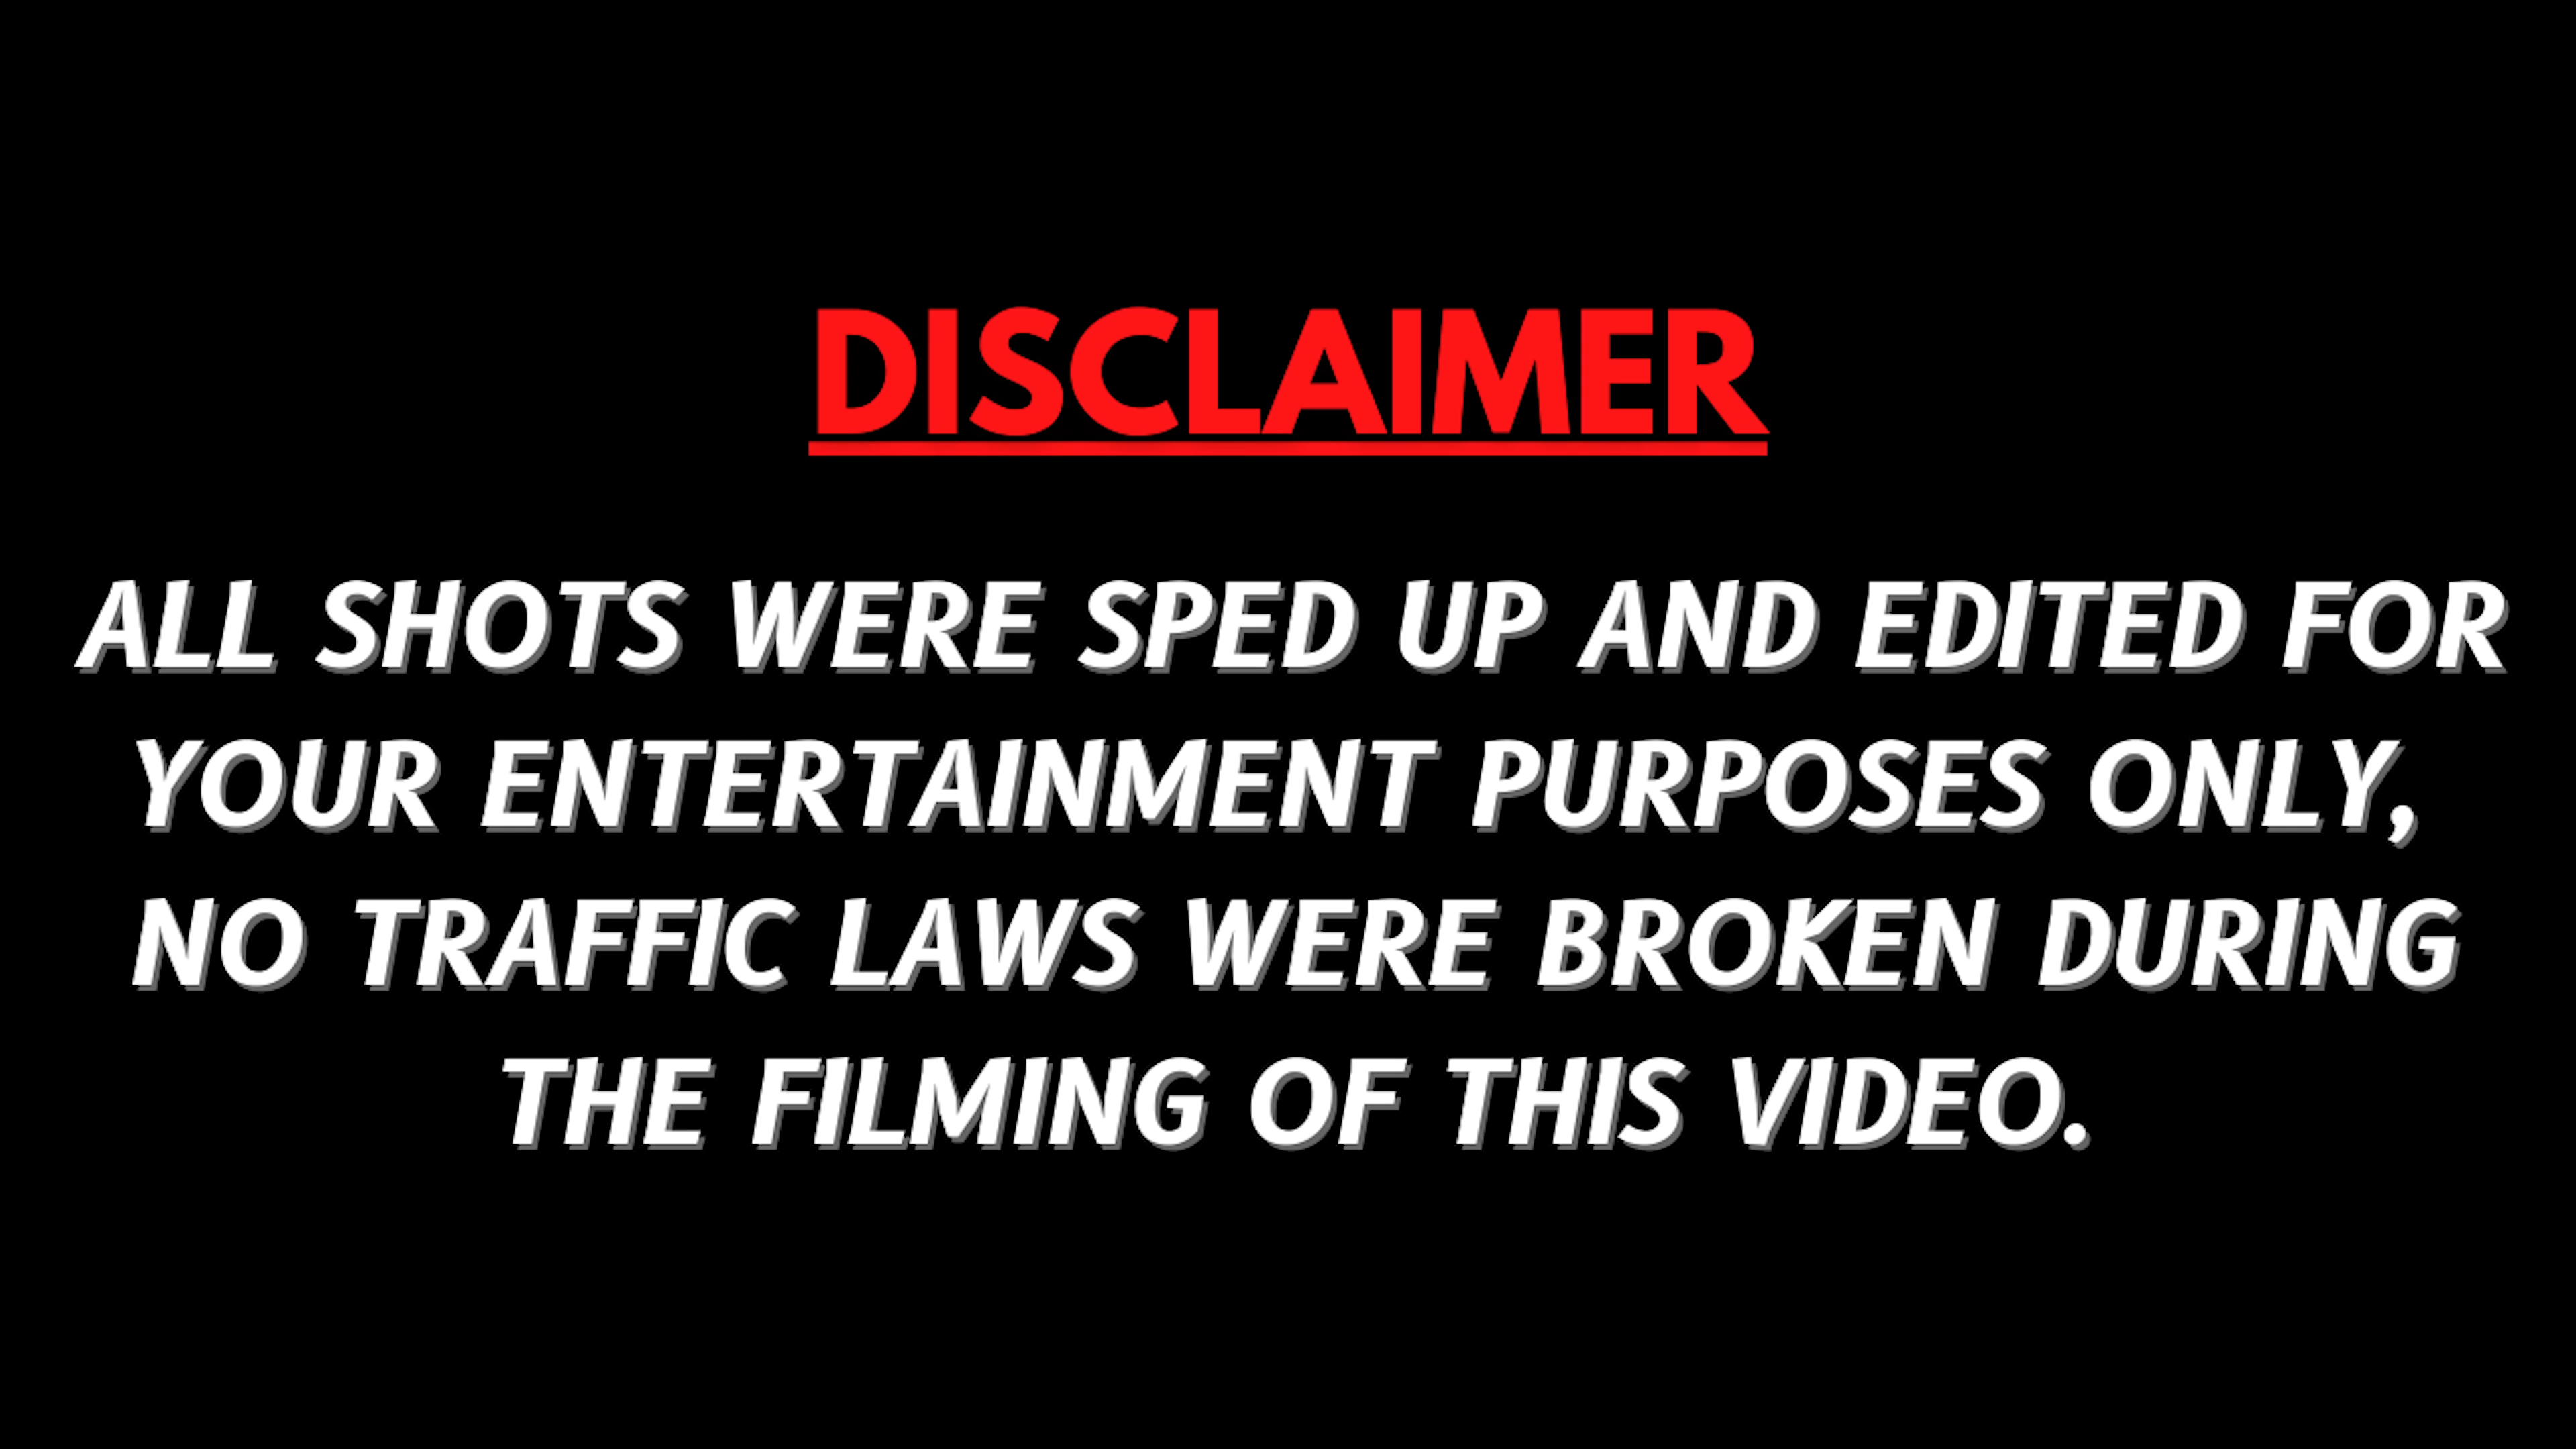 DISCLAIMER
ALL SHOTS WERE SPED UP AND EDITED FOR
YOUR ENTERTAINMENT PURPOSES ONLY,
NO TRAFFIC LAWS WERE BROKEN DURING
THE FILMING OF THIS VIDEO.